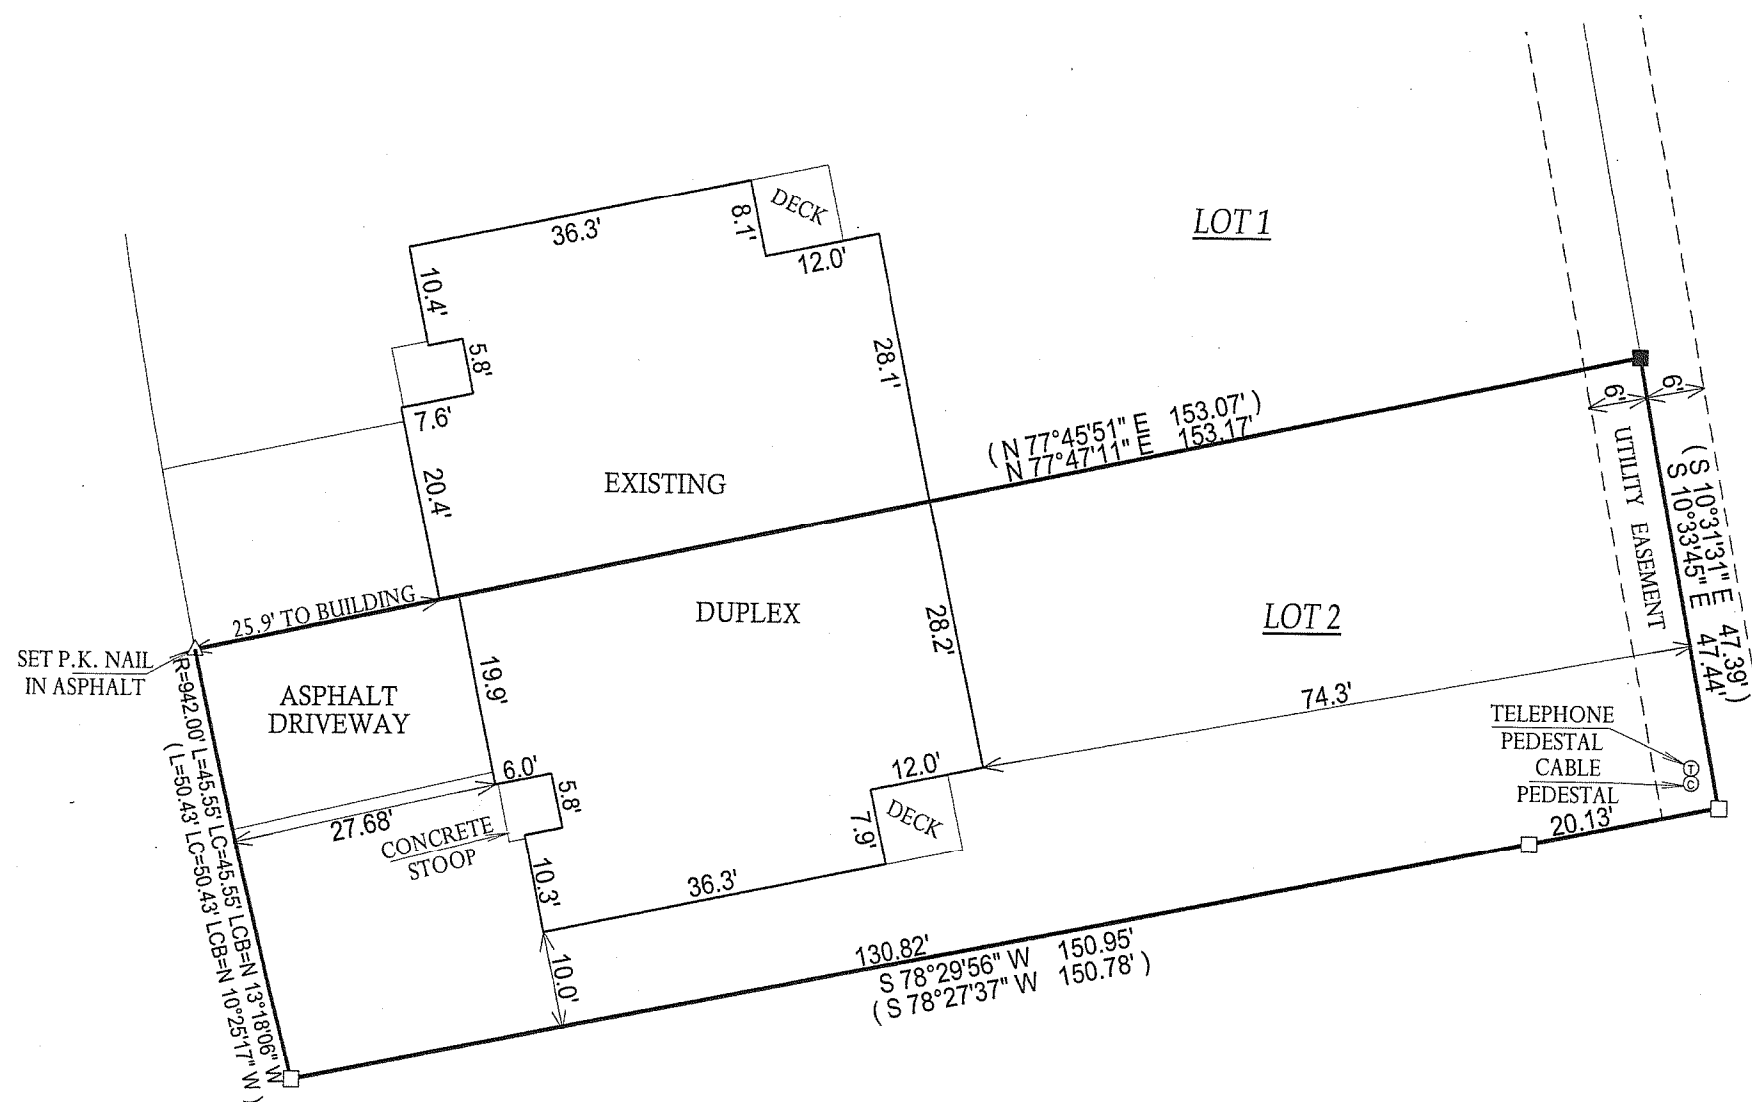 DECK
LOT 1
36.3'
8.1'
12.0'
10.4'
5.8'
7.6'
28.1'
20.4'
EXISTING
( N 77°45'51" E 153.07' )
N 77°47'11" E 153.17'
6'
6'
UTILITY EASEMENT
( S 10°31'31" E 47.39' )
S 10°33'45" E 47.44'
25.9' TO BUILDING
DUPLEX
28.2'
LOT 2
SET P.K. NAIL
IN ASPHALT
ASPHALT
DRIVEWAY
19.9'
74.3'
TELEPHONE
PEDESTAL
CABLE
PEDESTAL
T
C
20.13'
R=942.00' L=45.55' LC=45.55' LCB=N 13°18'06" W
( L=50.43' LC=50.43' LCB=N 10°25'17" W )
6.0'
5.8'
12.0'
7.9'
DECK
27.68'
CONCRETE
STOOP
10.3'
36.3'
10.0'
130.82'
S 78°29'56" W 150.95'
( S 78°27'37" W 150.78' )